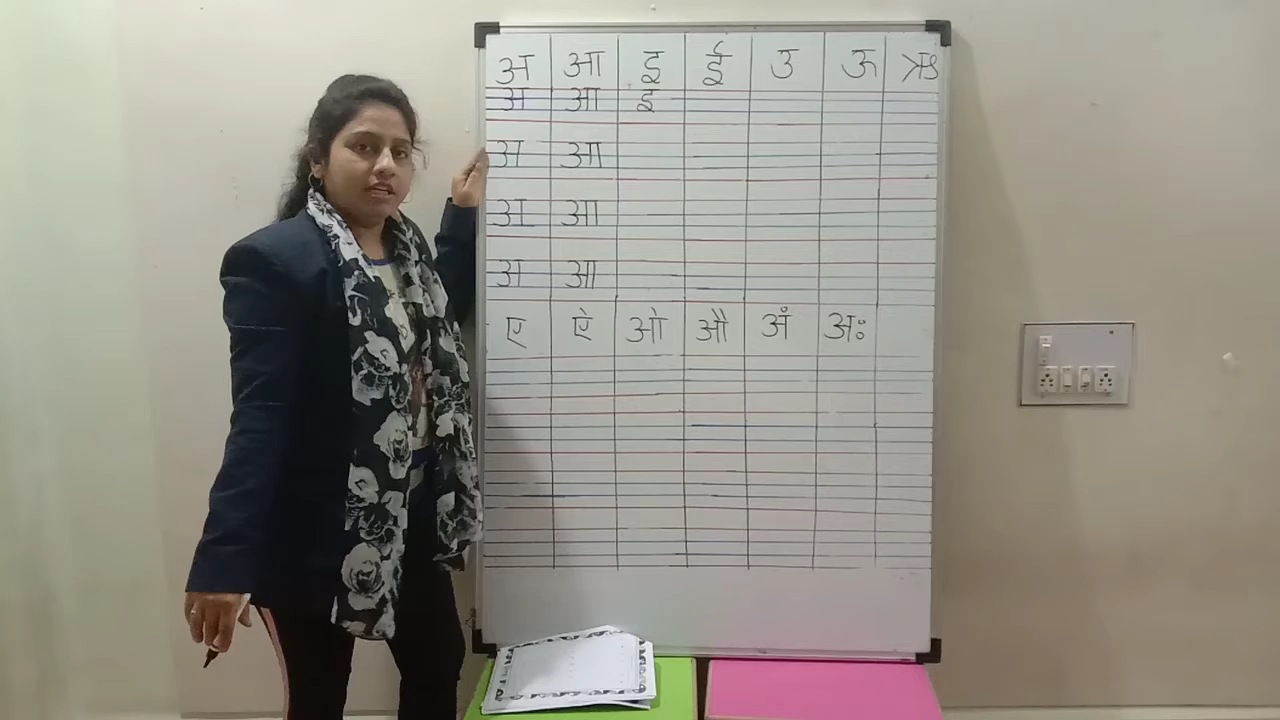 अ आ इ ई उ ऊ ऋ
अ आ इ
अ आ
अ आ
अ आ
ए ऐ ओ औ अं अः